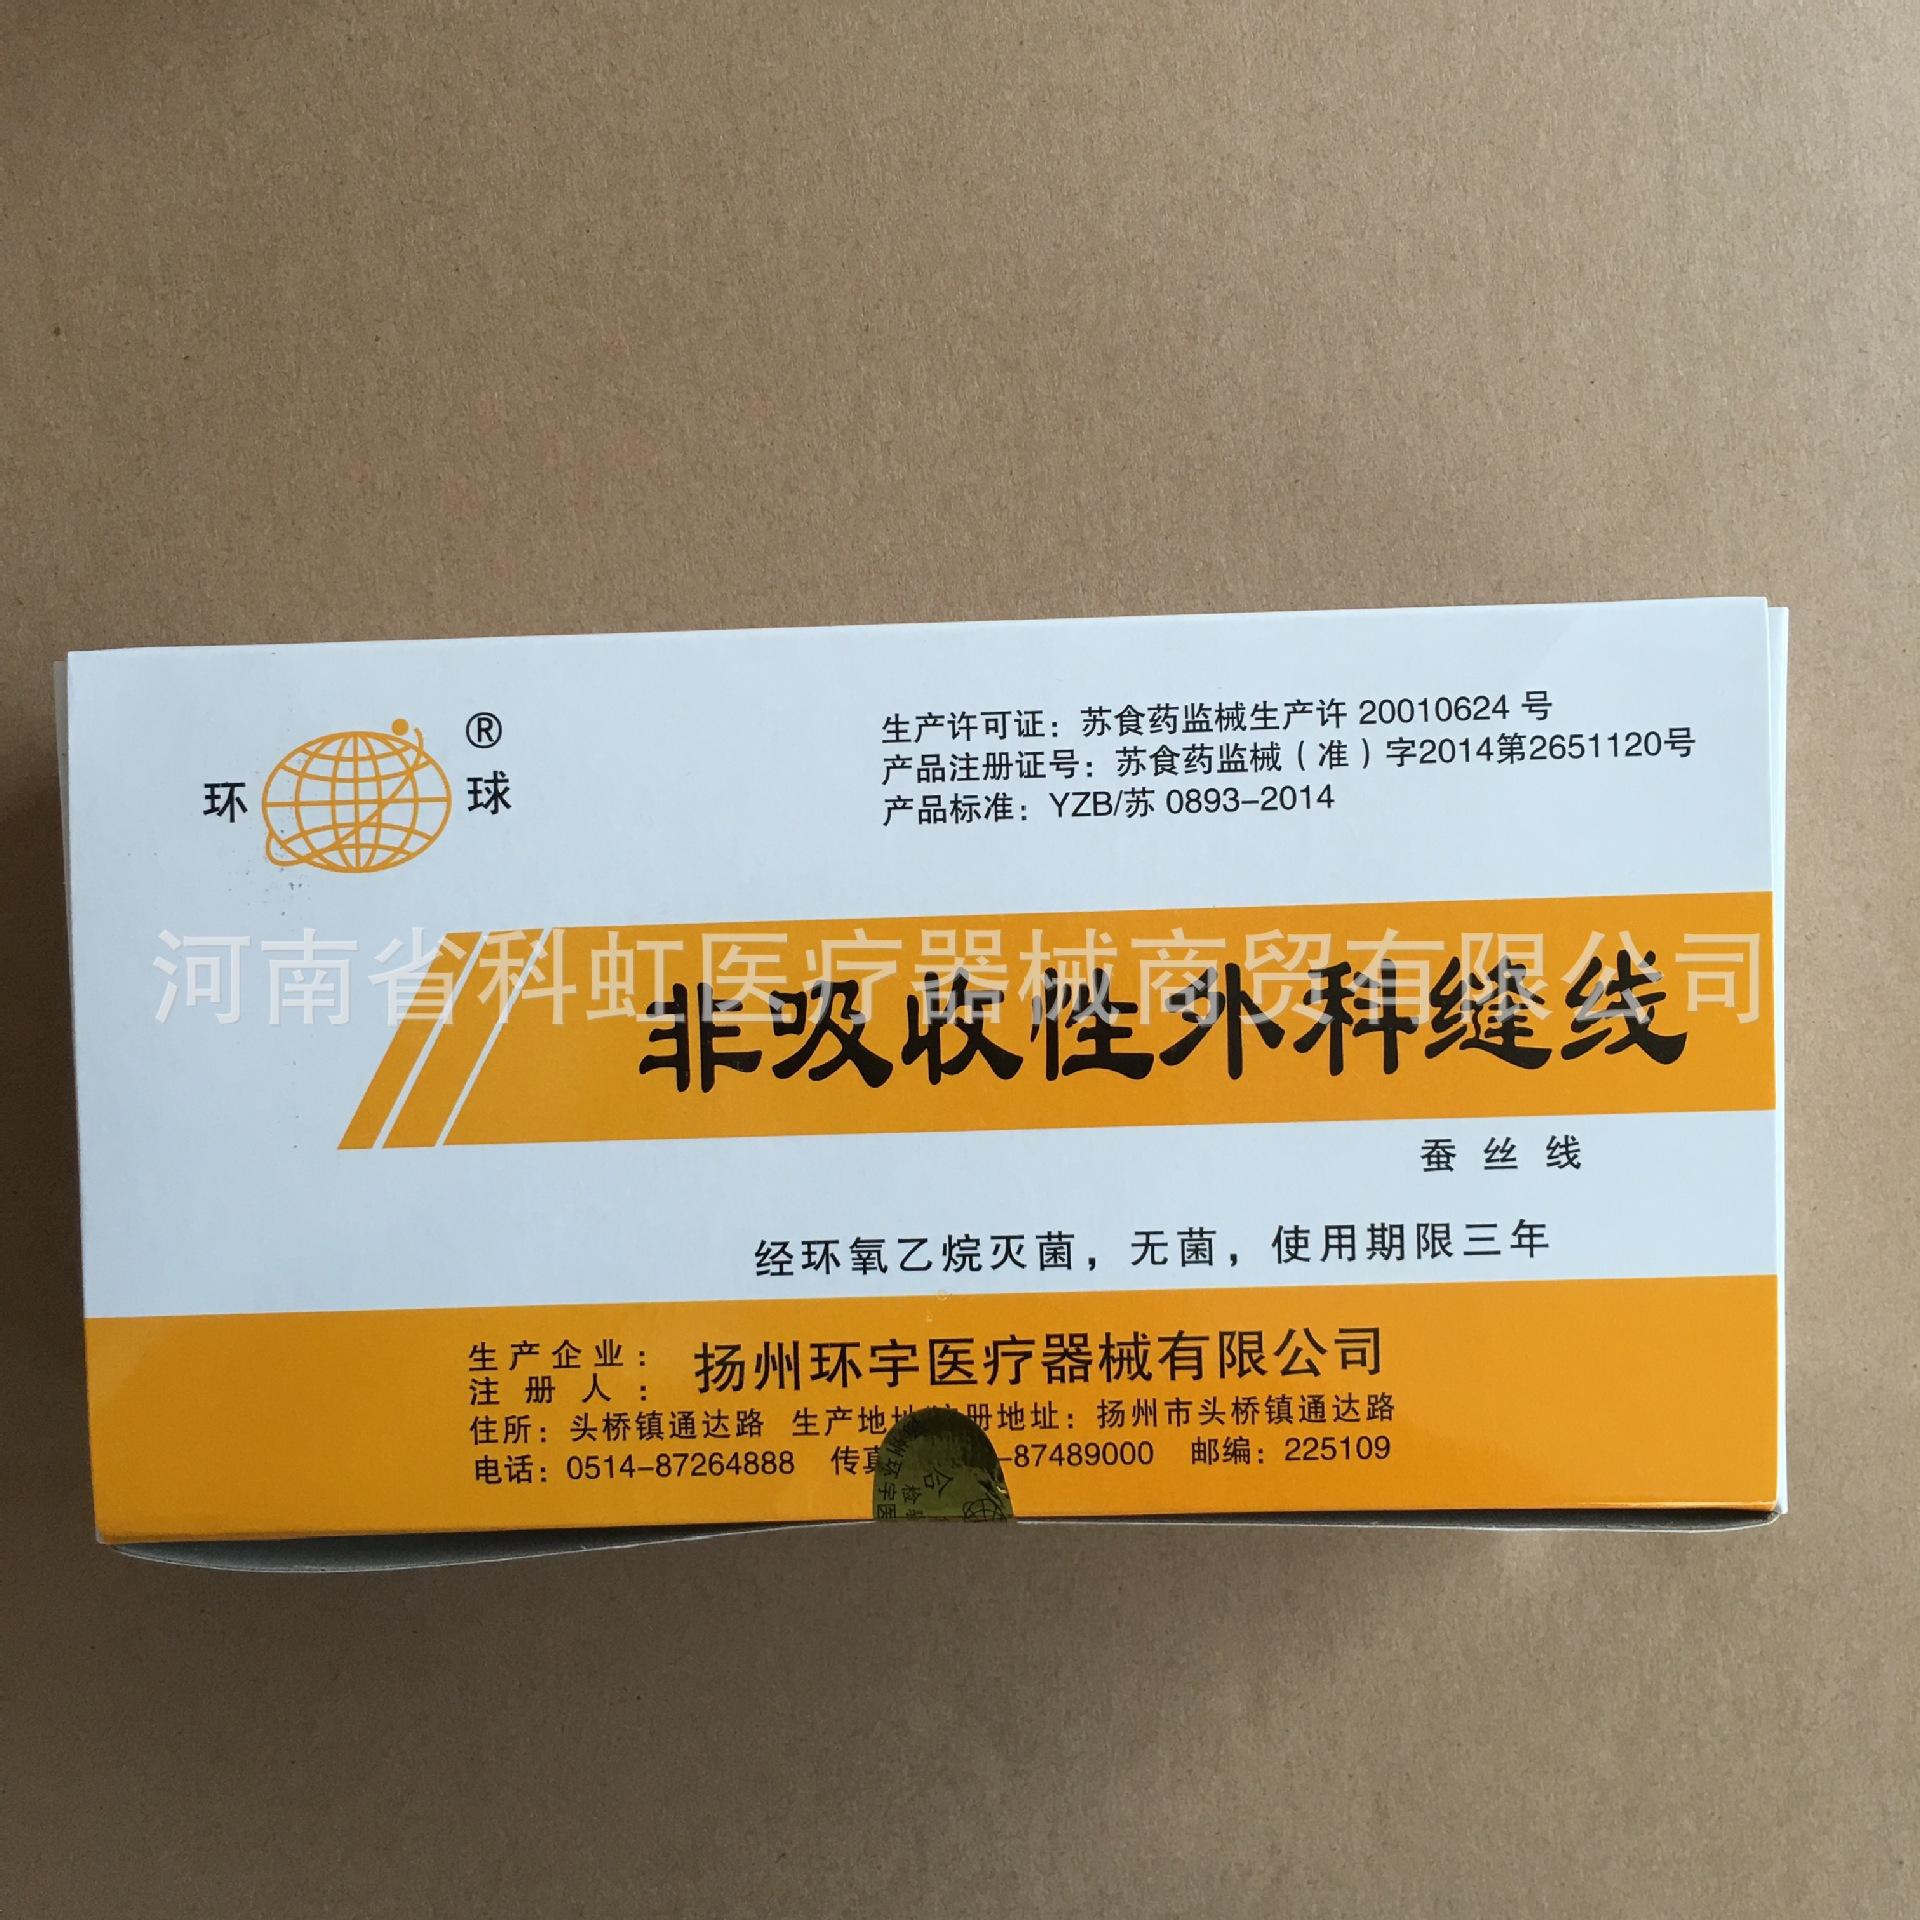 环 ® 球
生产许可证：苏食药监械生产许 20010624 号
产品注册证号：苏食药监械（准）字2014第2651120号
产品标准：YZB/苏 0893-2014
河南省科虹医疗器械商贸有限公司
非吸收性外科缝线
蚕丝线
经环氧乙烷灭菌，无菌，使用期限三年
生产企业：
注册人：
扬州环宇医疗器械有限公司
住所：头桥镇通达路 生产地 册地址：扬州市头桥镇通达路
电话：0514-87264888 传真 -87489000 邮编：225109
州环宇医
合
检